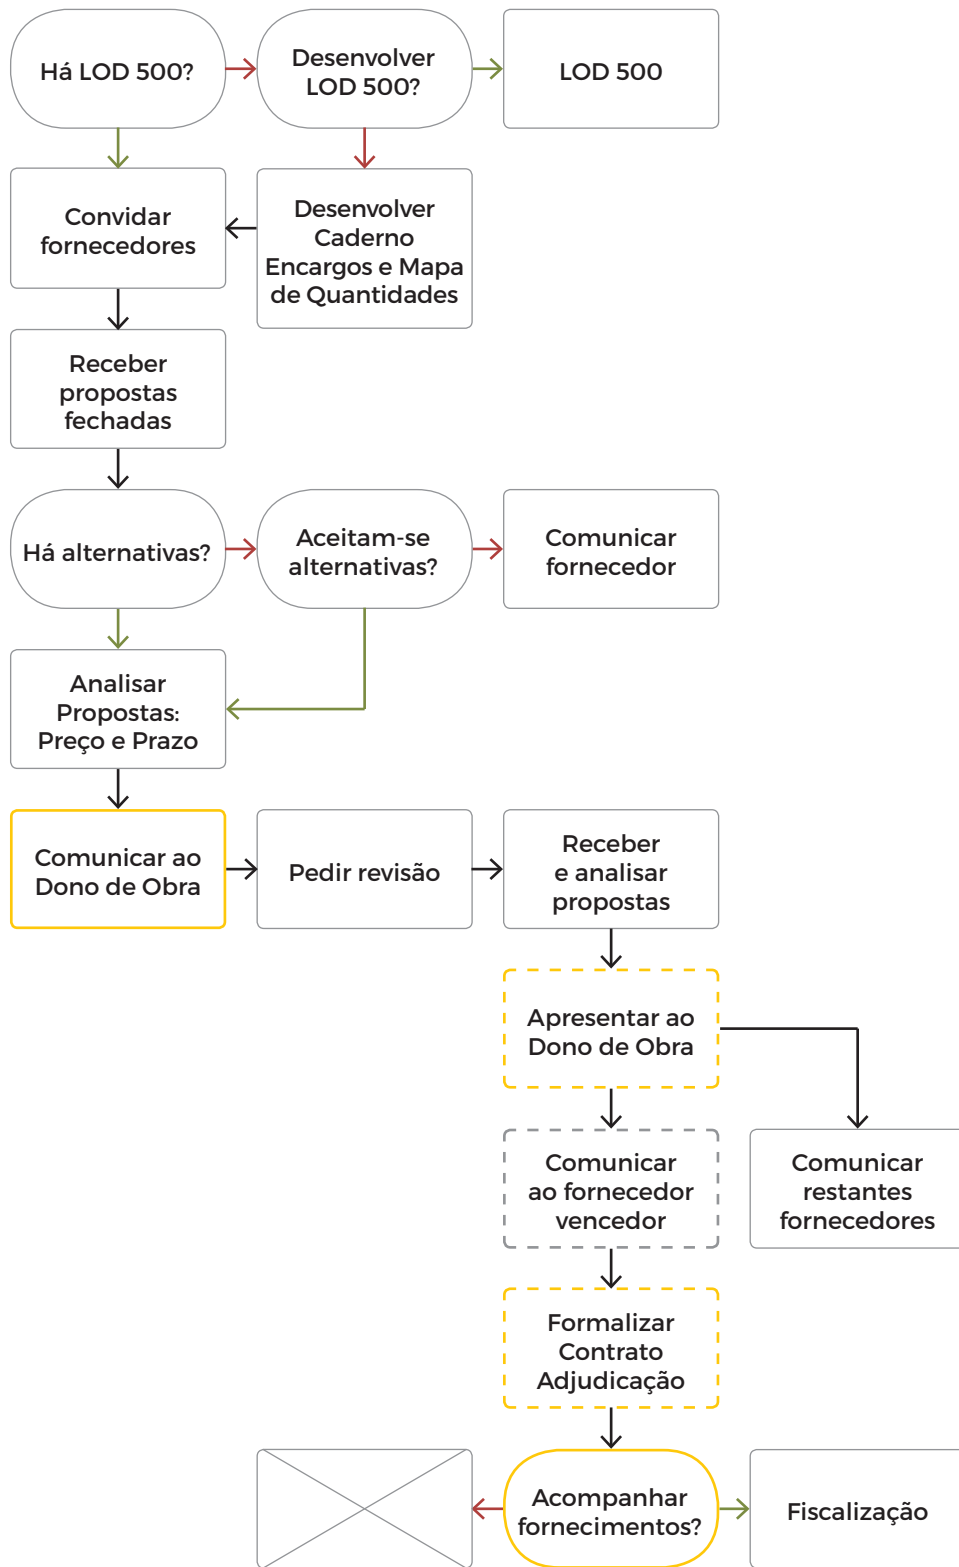 Há LOD 500?
Desenvolver
LOD 500?
LOD 500
Convidar
fornecedores
Desenvolver
Caderno
Encargos e Mapa
de Quantidades
Receber
propostas
fechadas
Há alternativas?
Aceitam-se
alternativas?
Comunicar
fornecedor
Analisar
Propostas:
Preço e Prazo
Comunicar ao
Dono de Obra
Pedir revisão
Receber
e analisar
propostas
Apresentar ao
Dono de Obra
Comunicar
ao fornecedor
vencedor
Comunicar
restantes
fornecedores
Formalizar
Contrato
Adjudicação
Acompanhar
fornecimentos?
Fiscalização